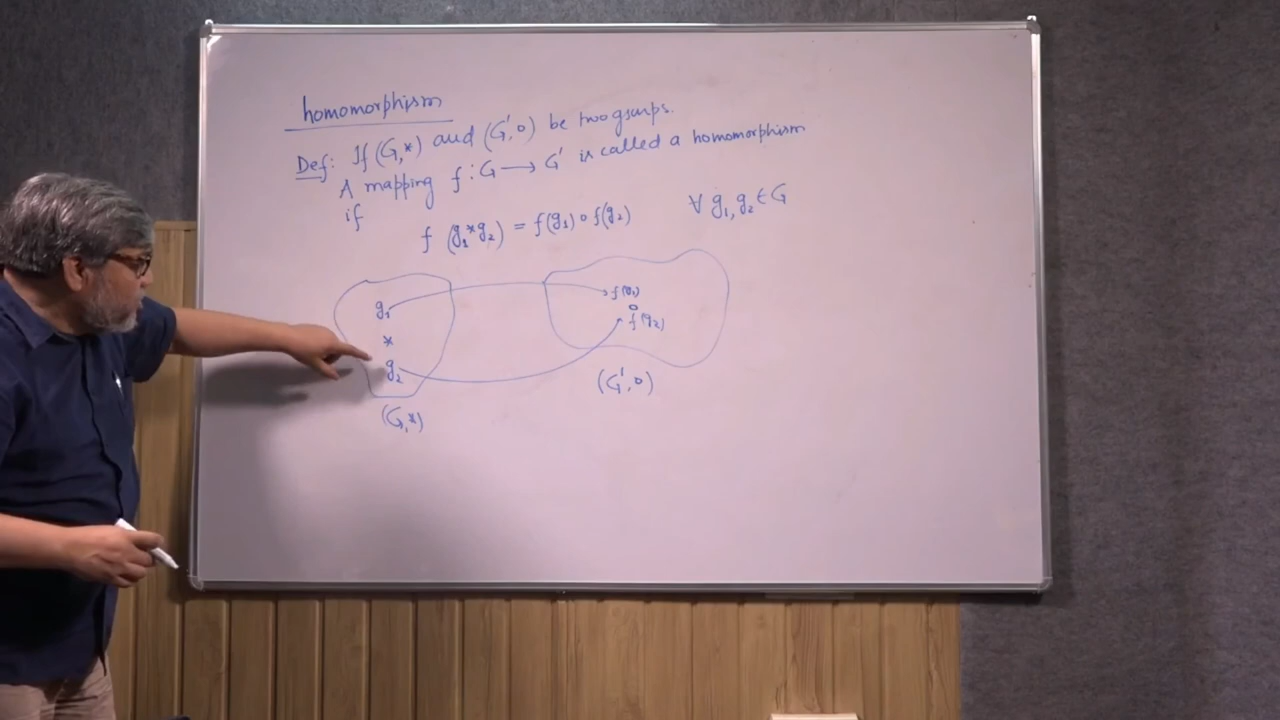 homomorphism
Def: If (G,*) and (G',o) be two groups.
A mapping f : G → G' is called a homomorphism
if
f (g₁*g₂) = f(g₁) o f(g₂) ∀ g₁, g₂ ∈ G
g₁ f(g₁)
* o
g₂ f(g₂)
(G,*) (G',o)